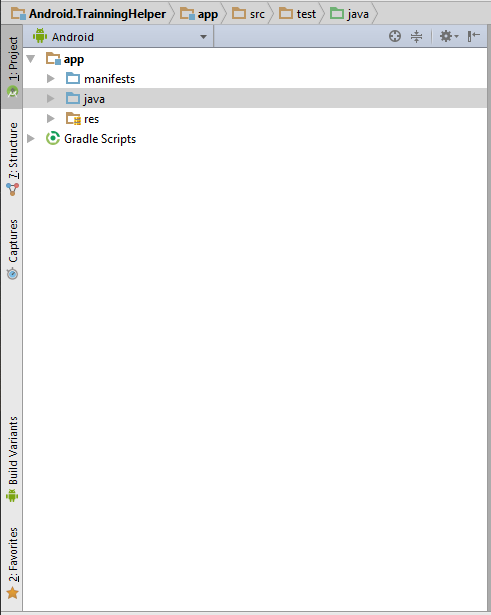 Android.TrainningHelper app src test java
Android
app
manifests
java
res
Gradle Scripts
1: Project
7: Structure
Captures
Build Variants
2: Favorites